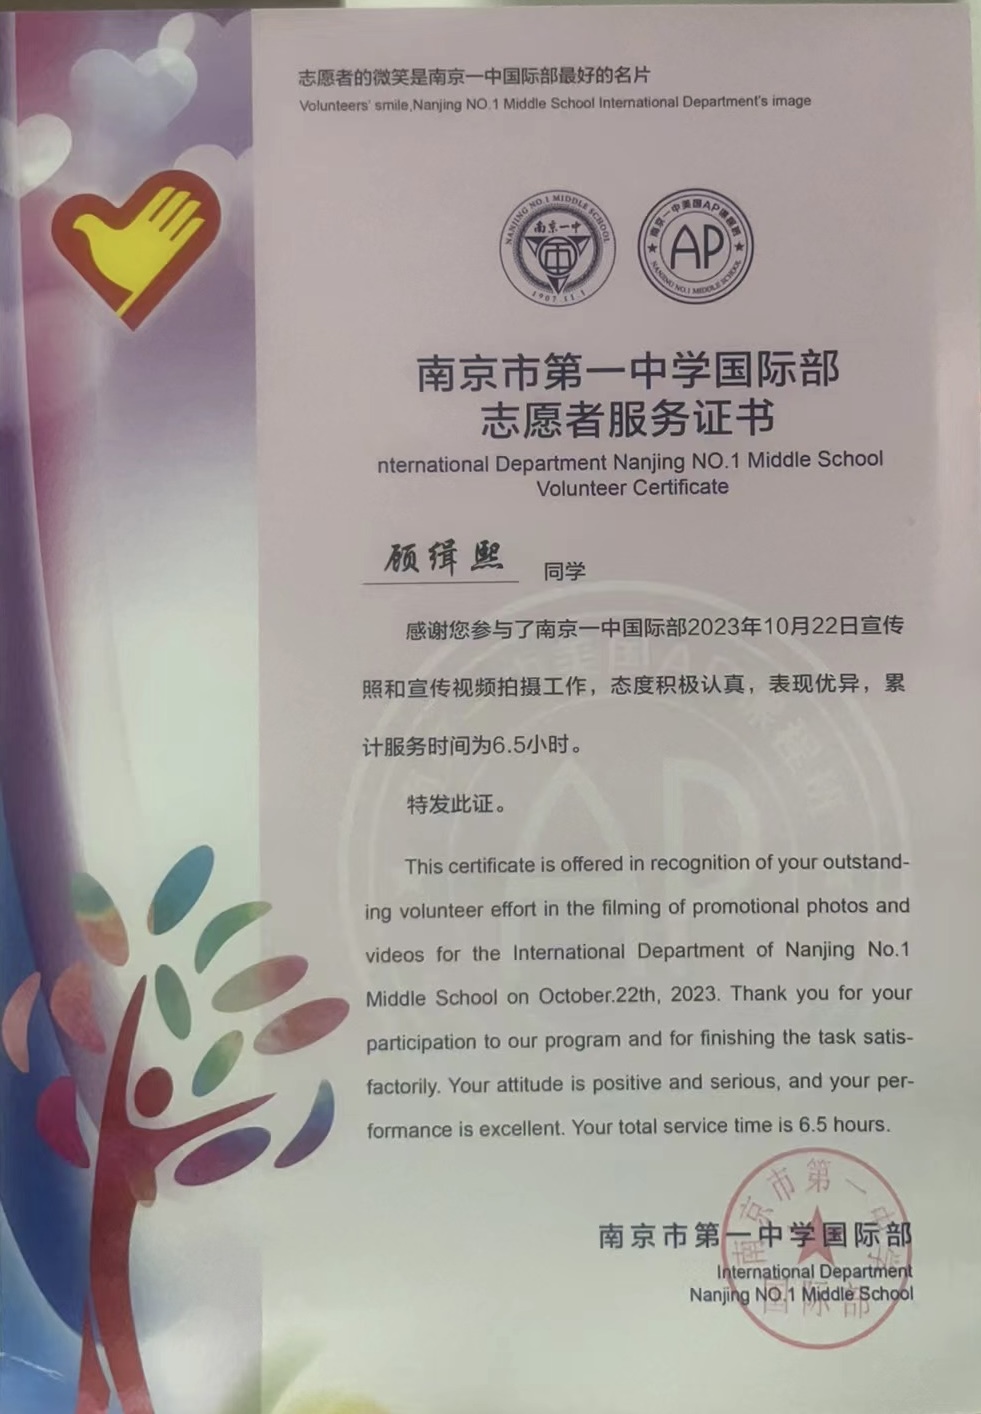 志愿者的微笑是南京一中国际部最好的名片
Volunteers' smile,Nanjing NO.1 Middle School International Department's image
NANJING NO.1 MIDDLE SCHOOL
南京一中
1907.11.1
南京一中美国AP课程班
AP
NANJING NO.1 MIDDLE SCHOOL
南京市第一中学国际部
志愿者服务证书
nternational Department Nanjing NO.1 Middle School
Volunteer Certificate
顾缉熙 同学
感谢您参与了南京一中国际部2023年10月22日宣传
照和宣传视频拍摄工作，态度积极认真，表现优异，累
计服务时间为6.5小时。
特发此证。
This certificate is offered in recognition of your outstand-
ing volunteer effort in the filming of promotional photos and
videos for the International Department of Nanjing No.1
Middle School on October.22th, 2023. Thank you for your
participation to our program and for finishing the task satis-
factorily. Your attitude is positive and serious, and your per-
formance is excellent. Your total service time is 6.5 hours.
南京市第一中学国际部
International Department
Nanjing NO.1 Middle School
南京市第一中学
国际部